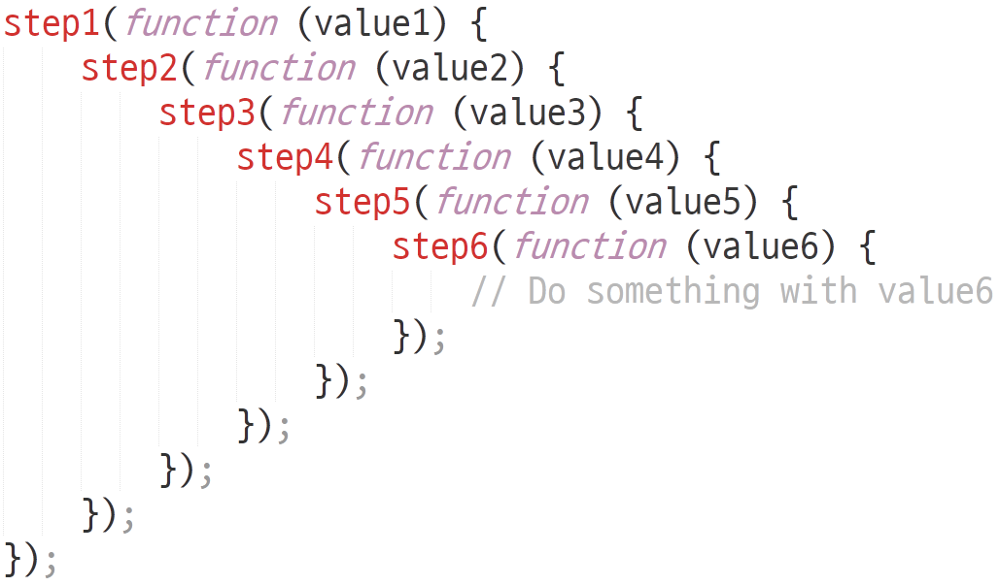 step1(function (value1) {
    step2(function (value2) {
        step3(function (value3) {
            step4(function (value4) {
                step5(function (value5) {
                    step6(function (value6) {
                        // Do something with value6
                    });
                });
            });
        });
    });
});